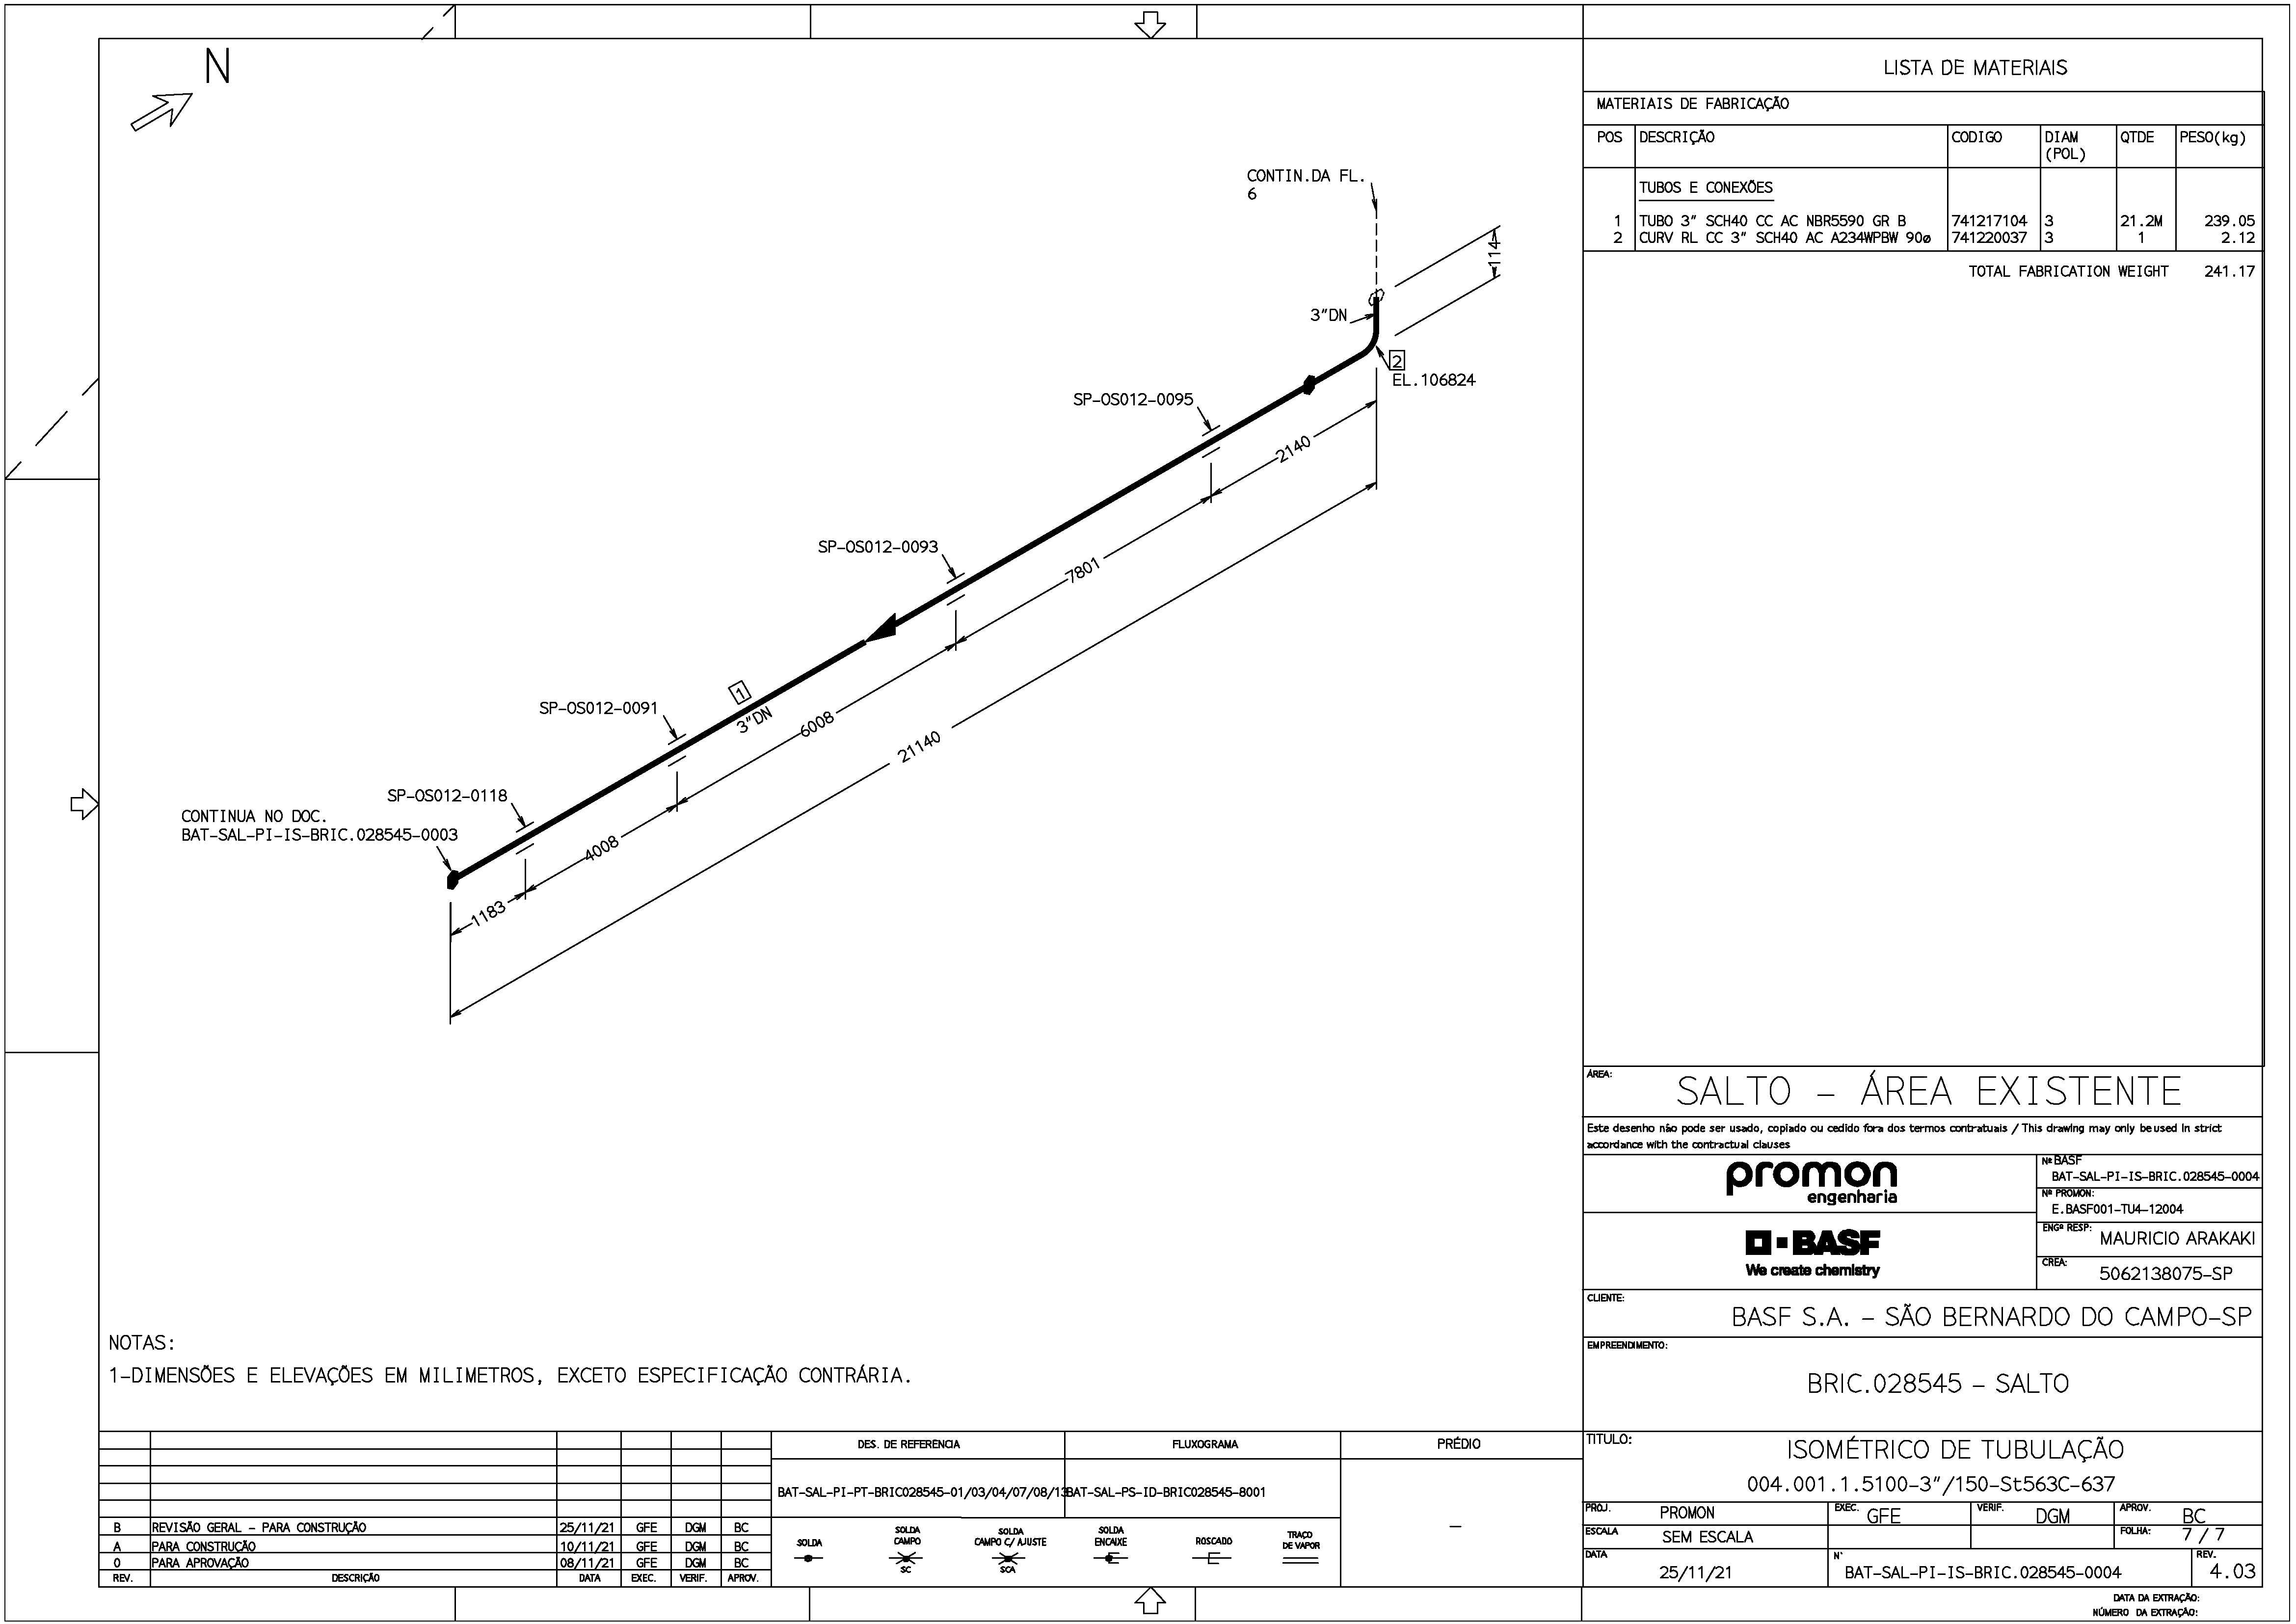 N
CONTIN.DA FL.
6
114
3"DN
2
EL.106824
SP-OS012-0095
2140
SP-OS012-0093
7801
1
3"DN
SP-OS012-0091
6008
21140
SP-OS012-0118
CONTINUA NO DOC.
BAT-SAL-PI-IS-BRIC.028545-0003
4008
1183
NOTAS:
1-DIMENSÕES E ELEVAÇÕES EM MILIMETROS, EXCETO ESPECIFICAÇÃO CONTRÁRIA.
LISTA DE MATERIAIS
MATERIAIS DE FABRICAÇÃO
POS DESCRIÇÃO CODIGO DIAM (POL) QTDE PESO(kg)
TUBOS E CONEXÕES
1 TUBO 3" SCH40 CC AC NBR5590 GR B 741217104 3 21.2M 239.05
2 CURV RL CC 3" SCH40 AC A234WPBW 90ø 741220037 3 1 2.12
TOTAL FABRICATION WEIGHT 241.17
ÁREA:
SALTO - ÁREA EXISTENTE
Este desenho não pode ser usado, copiado ou cedido fora dos termos contratuais / This drawing may only be used in strict
accordance with the contractual clauses
promon
engenharia
Nº BASF
BAT-SAL-PI-IS-BRIC.028545-0004
Nº PROMON:
E.BASF001-TU4-12004
BASF
We create chemistry
ENGº RESP: MAURICIO ARAKAKI
CREA: 5062138075-SP
CLIENTE:
BASF S.A. - SÃO BERNARDO DO CAMPO-SP
EMPREENDIMENTO:
BRIC.028545 - SALTO
TITULO:
ISOMÉTRICO DE TUBULAÇÃO
004.001.1.5100-3"/150-St563C-637
PROJ. PROMON EXEC. GFE VERIF. DGM APROV. BC
ESCALA SEM ESCALA FOLHA: 7 / 7
DATA 25/11/21 N° BAT-SAL-PI-IS-BRIC.028545-0004 REV. 4.03
DATA DA EXTRAÇÃO:
NÚMERO DA EXTRAÇÃO:
B REVISÃO GERAL - PARA CONSTRUÇÃO 25/11/21 GFE DGM BC
A PARA CONSTRUÇÃO 10/11/21 GFE DGM BC
0 PARA APROVAÇÃO 08/11/21 GFE DGM BC
REV. DESCRIÇÃO DATA EXEC. VERIF. APROV.
DES. DE REFERÊNCIA FLUXOGRAMA PRÉDIO
BAT-SAL-PI-PT-BRIC028545-01/03/04/07/08/13 BAT-SAL-PS-ID-BRIC028545-8001
-
SOLDA
SOLDA CAMPO
SC
SOLDA CAMPO C/ AJUSTE
SCA
SOLDA ENCAIXE
ROSCADO
TRAÇO DE VAPOR